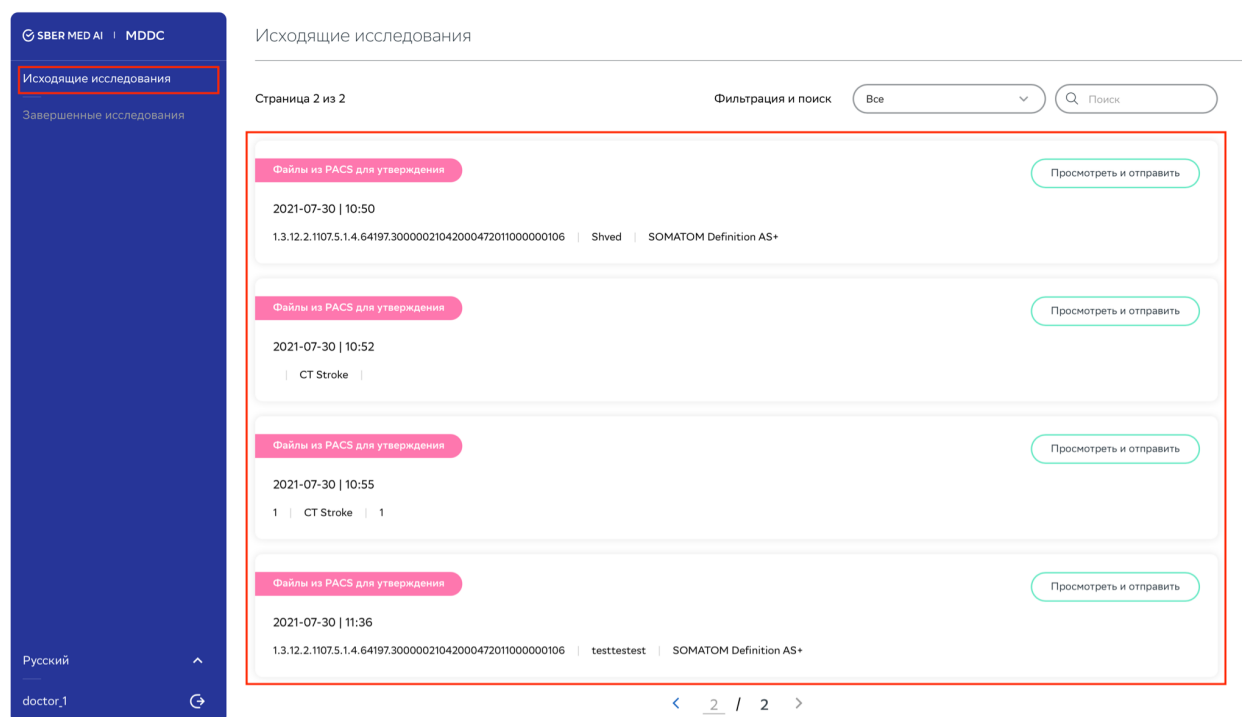 SBER MED AI | MDDC
Исходящие исследования
Завершенные исследования
Русский
doctor_1
Исходящие исследования
Страница 2 из 2
Фильтрация и поиск
Все
Поиск
Файлы из PACS для утверждения
Просмотреть и отправить
2021-07-30 | 10:50
1.3.12.2.1107.5.1.4.64197.30000021042000472011000000106 | Shved | SOMATOM Definition AS+
Файлы из PACS для утверждения
Просмотреть и отправить
2021-07-30 | 10:52
| CT Stroke |
Файлы из PACS для утверждения
Просмотреть и отправить
2021-07-30 | 10:55
1 | CT Stroke | 1
Файлы из PACS для утверждения
Просмотреть и отправить
2021-07-30 | 11:36
1.3.12.2.1107.5.1.4.64197.30000021042000472011000000106 | testtestest | SOMATOM Definition AS+
< 2 / 2 >